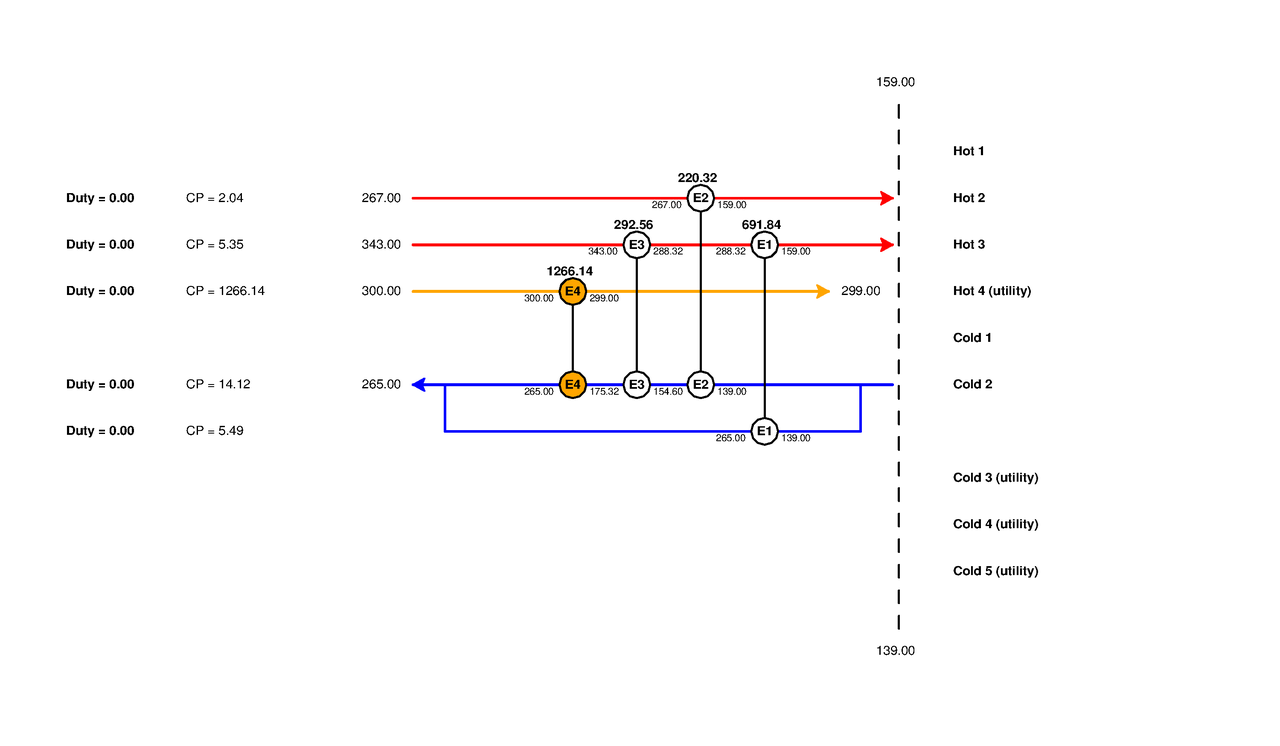 159.00
Hot 1
220.32
Duty = 0.00 CP = 2.04 267.00 E2 Hot 2
267.00 159.00
292.56 691.84
Duty = 0.00 CP = 5.35 343.00 E3 E1 Hot 3
343.00 288.32 288.32 159.00
1266.14
Duty = 0.00 CP = 1266.14 300.00 E4 299.00 Hot 4 (utility)
300.00 299.00
Cold 1
Duty = 0.00 CP = 14.12 265.00 E4 E3 E2 Cold 2
265.00 175.32 154.60 139.00
Duty = 0.00 CP = 5.49 E1
265.00 139.00
Cold 3 (utility)
Cold 4 (utility)
Cold 5 (utility)
139.00